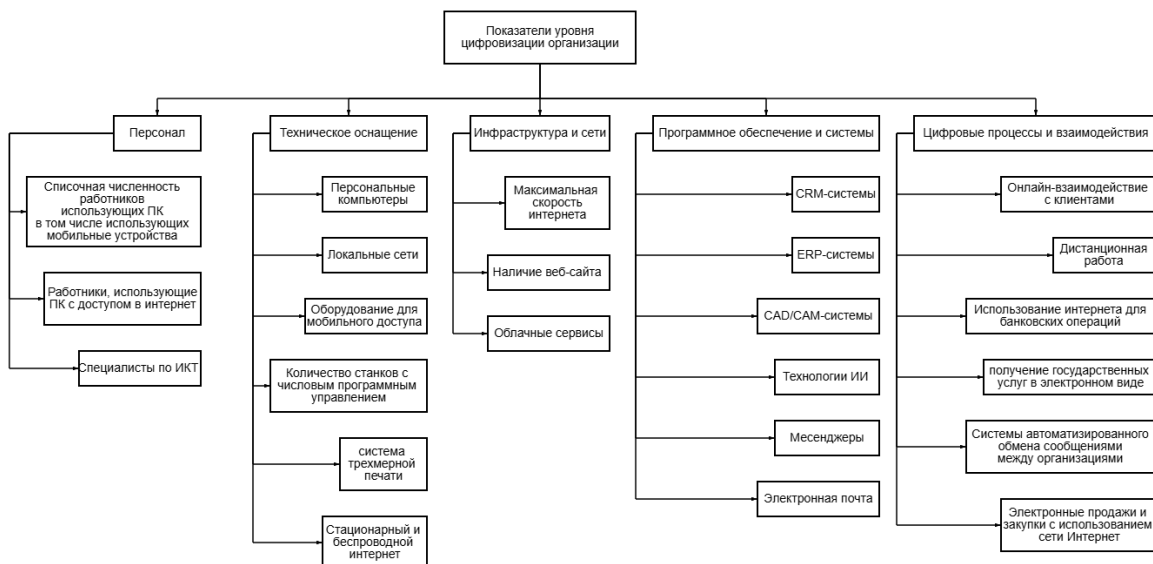 Показатели уровня
цифровизации организации
Персонал
Списочная численность
работников
использующих ПК
в том числе использующих
мобильные устройства
Работники, использующие
ПК с доступом в интернет
Специалисты по ИКТ
Техническое оснащение
Персональные
компьютеры
Локальные сети
Оборудование для
мобильного доступа
Количество станков с
числовым программным
управлением
система
трехмерной
печати
Стационарный и
беспроводной
интернет
Инфраструктура и сети
Максимальная
скорость
интернета
Наличие веб-сайта
Облачные сервисы
Программное обеспечение и системы
CRM-системы
ERP-системы
CAD/CAM-системы
Технологии ИИ
Месенджеры
Электронная почта
Цифровые процессы и взаимодействия
Онлайн-взаимодействие
с клиентами
Дистанционная
работа
Использование интернета для
банковских операций
получение государственных
услуг в электронном виде
Системы автоматизированного
обмена сообщениями
между организациями
Электронные продажи и
закупки с использованием
сети Интернет